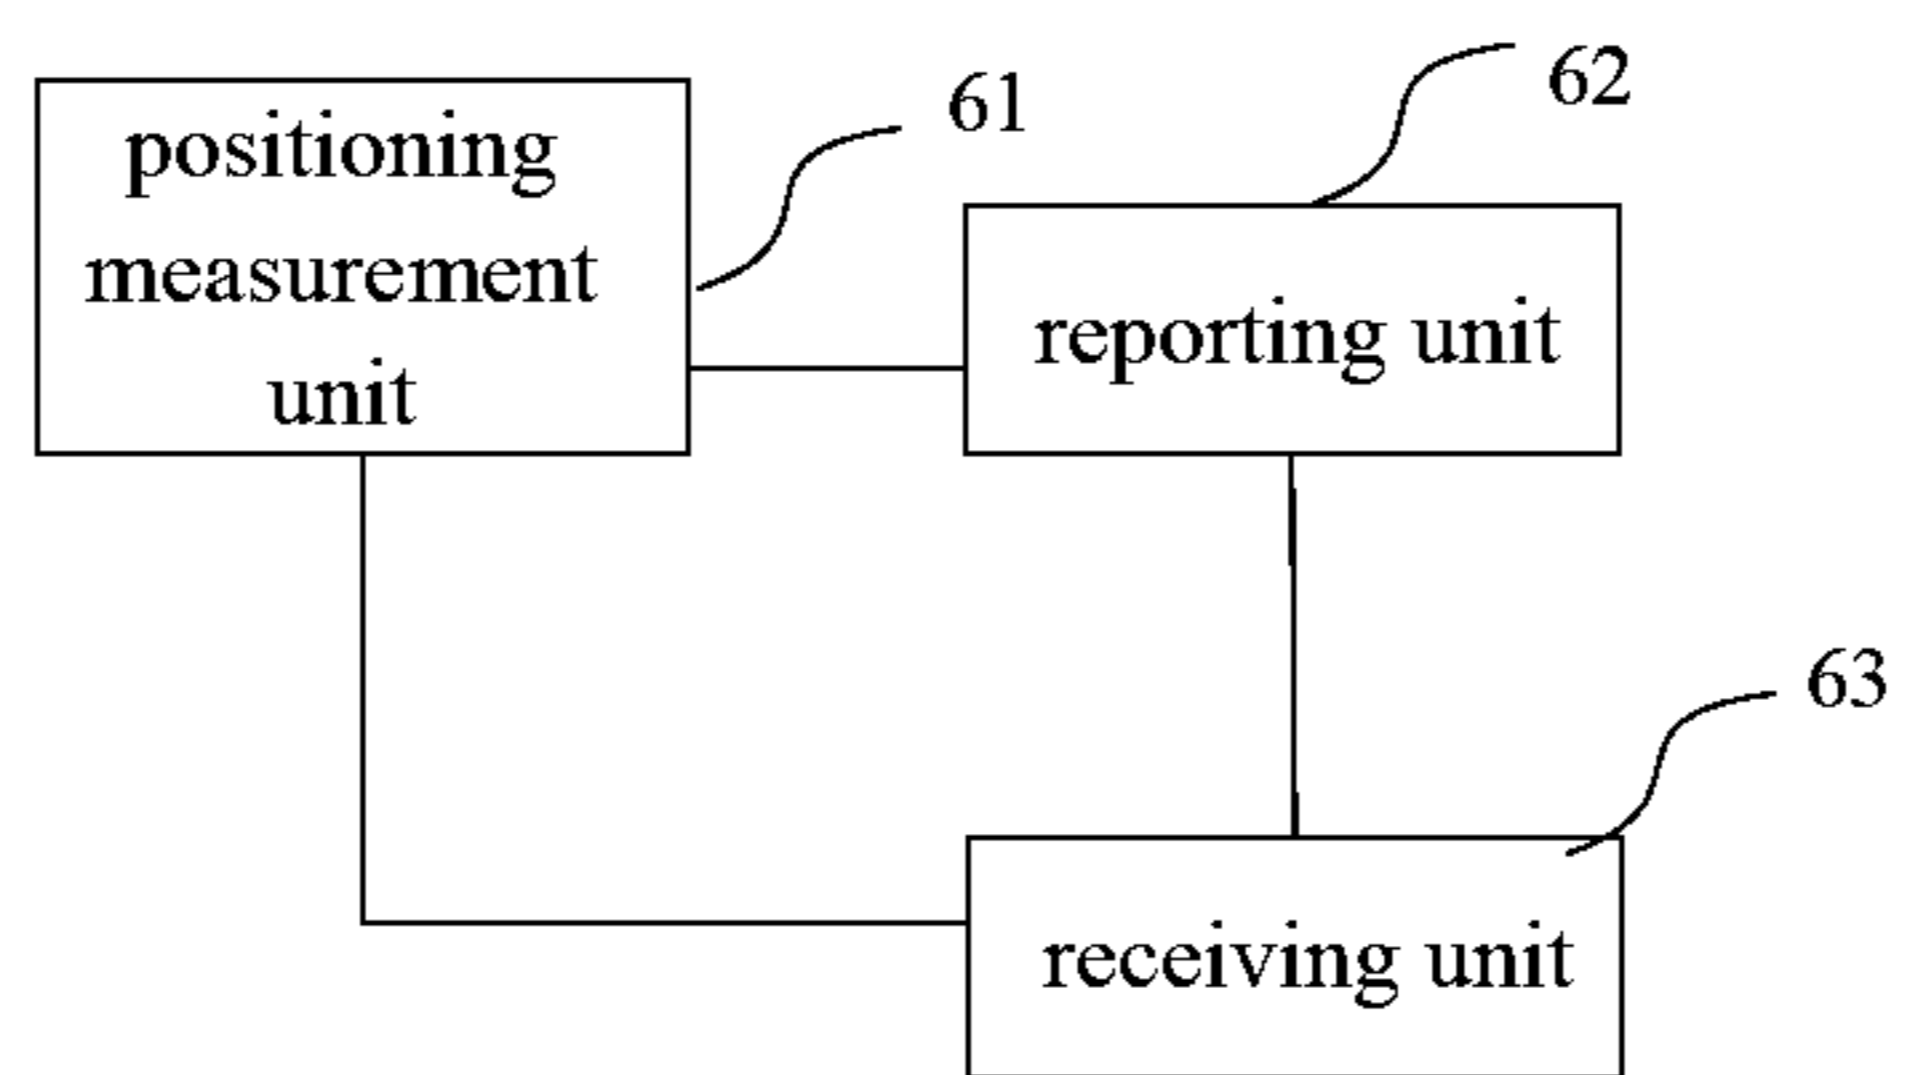 positioning
measurement
unit
61
62
reporting unit
63
receiving unit